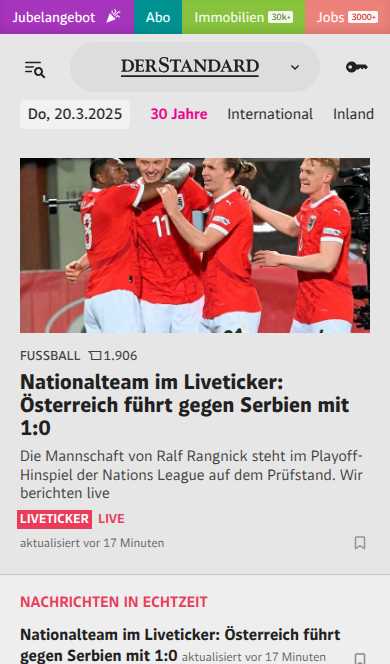 Jubelangebot
Abo
Immobilien 30k+
Jobs 3000+
DERSTANDARD
Do, 20.3.2025 30 Jahre International Inland
8
11
FUSSBALL 1.906
Nationalteam im Liveticker:
Österreich führt gegen Serbien mit
1:0
Die Mannschaft von Ralf Rangnick steht im Playoff-
Hinspiel der Nations League auf dem Prüfstand. Wir
berichten live
LIVETICKER LIVE
aktualisiert vor 17 Minuten
NACHRICHTEN IN ECHTZEIT
Nationalteam im Liveticker: Österreich führt
gegen Serbien mit 1:0 aktualisiert vor 17 Minuten